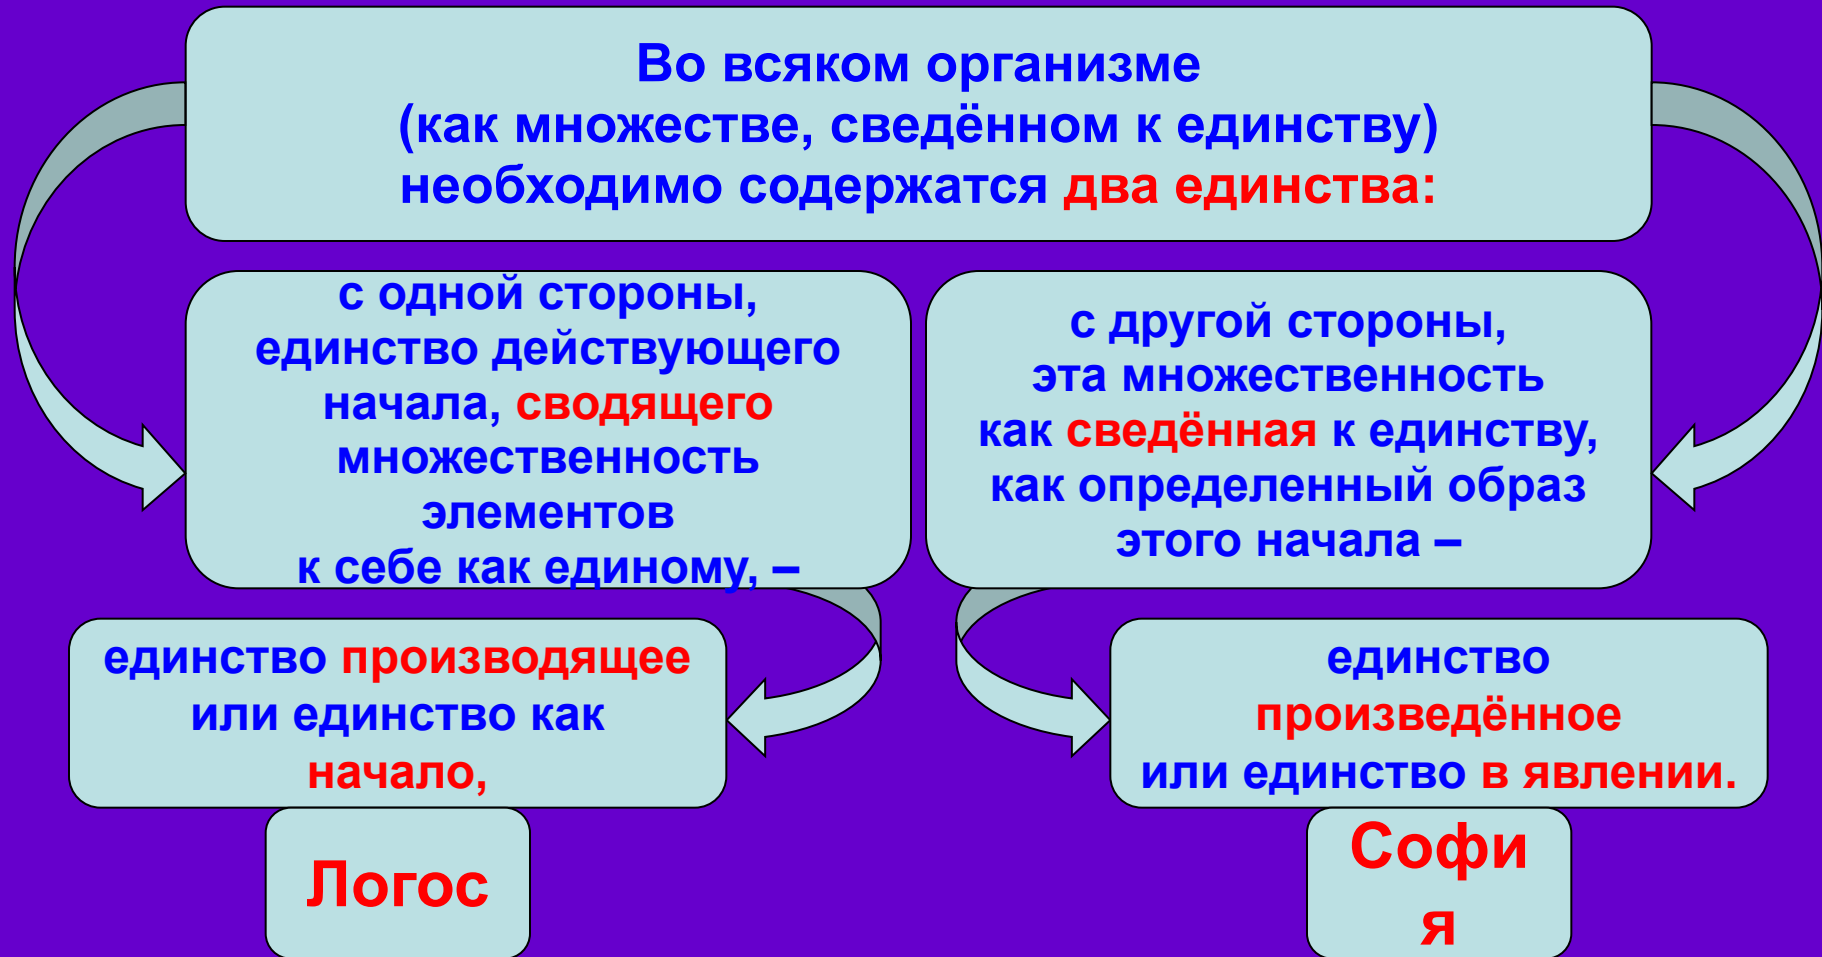 Во всяком организме
(как множестве, сведённом к единству)
необходимо содержатся два единства:
с одной стороны,
единство действующего
начала, сводящего
множественность
элементов
к себе как единому, –
с другой стороны,
эта множественность
как сведённая к единству,
как определенный образ
этого начала –
единство производящее
или единство как
начало,
единство
произведённое
или единство в явлении.
Логос
Софи
я